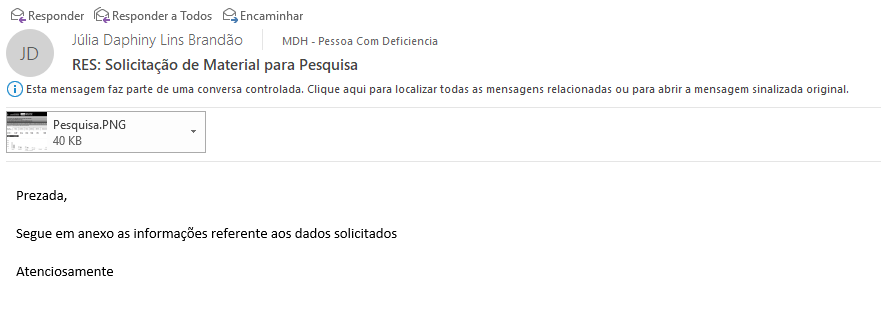 Responder Responder a Todos Encaminhar
JD
Júlia Daphiny Lins Brandão MDH - Pessoa Com Deficiencia
RES: Solicitação de Material para Pesquisa
Esta mensagem faz parte de uma conversa controlada. Clique aqui para localizar todas as mensagens relacionadas ou para abrir a mensagem sinalizada original.
Pesquisa.PNG
40 KB
Prezada,
Segue em anexo as informações referente aos dados solicitados
Atenciosamente